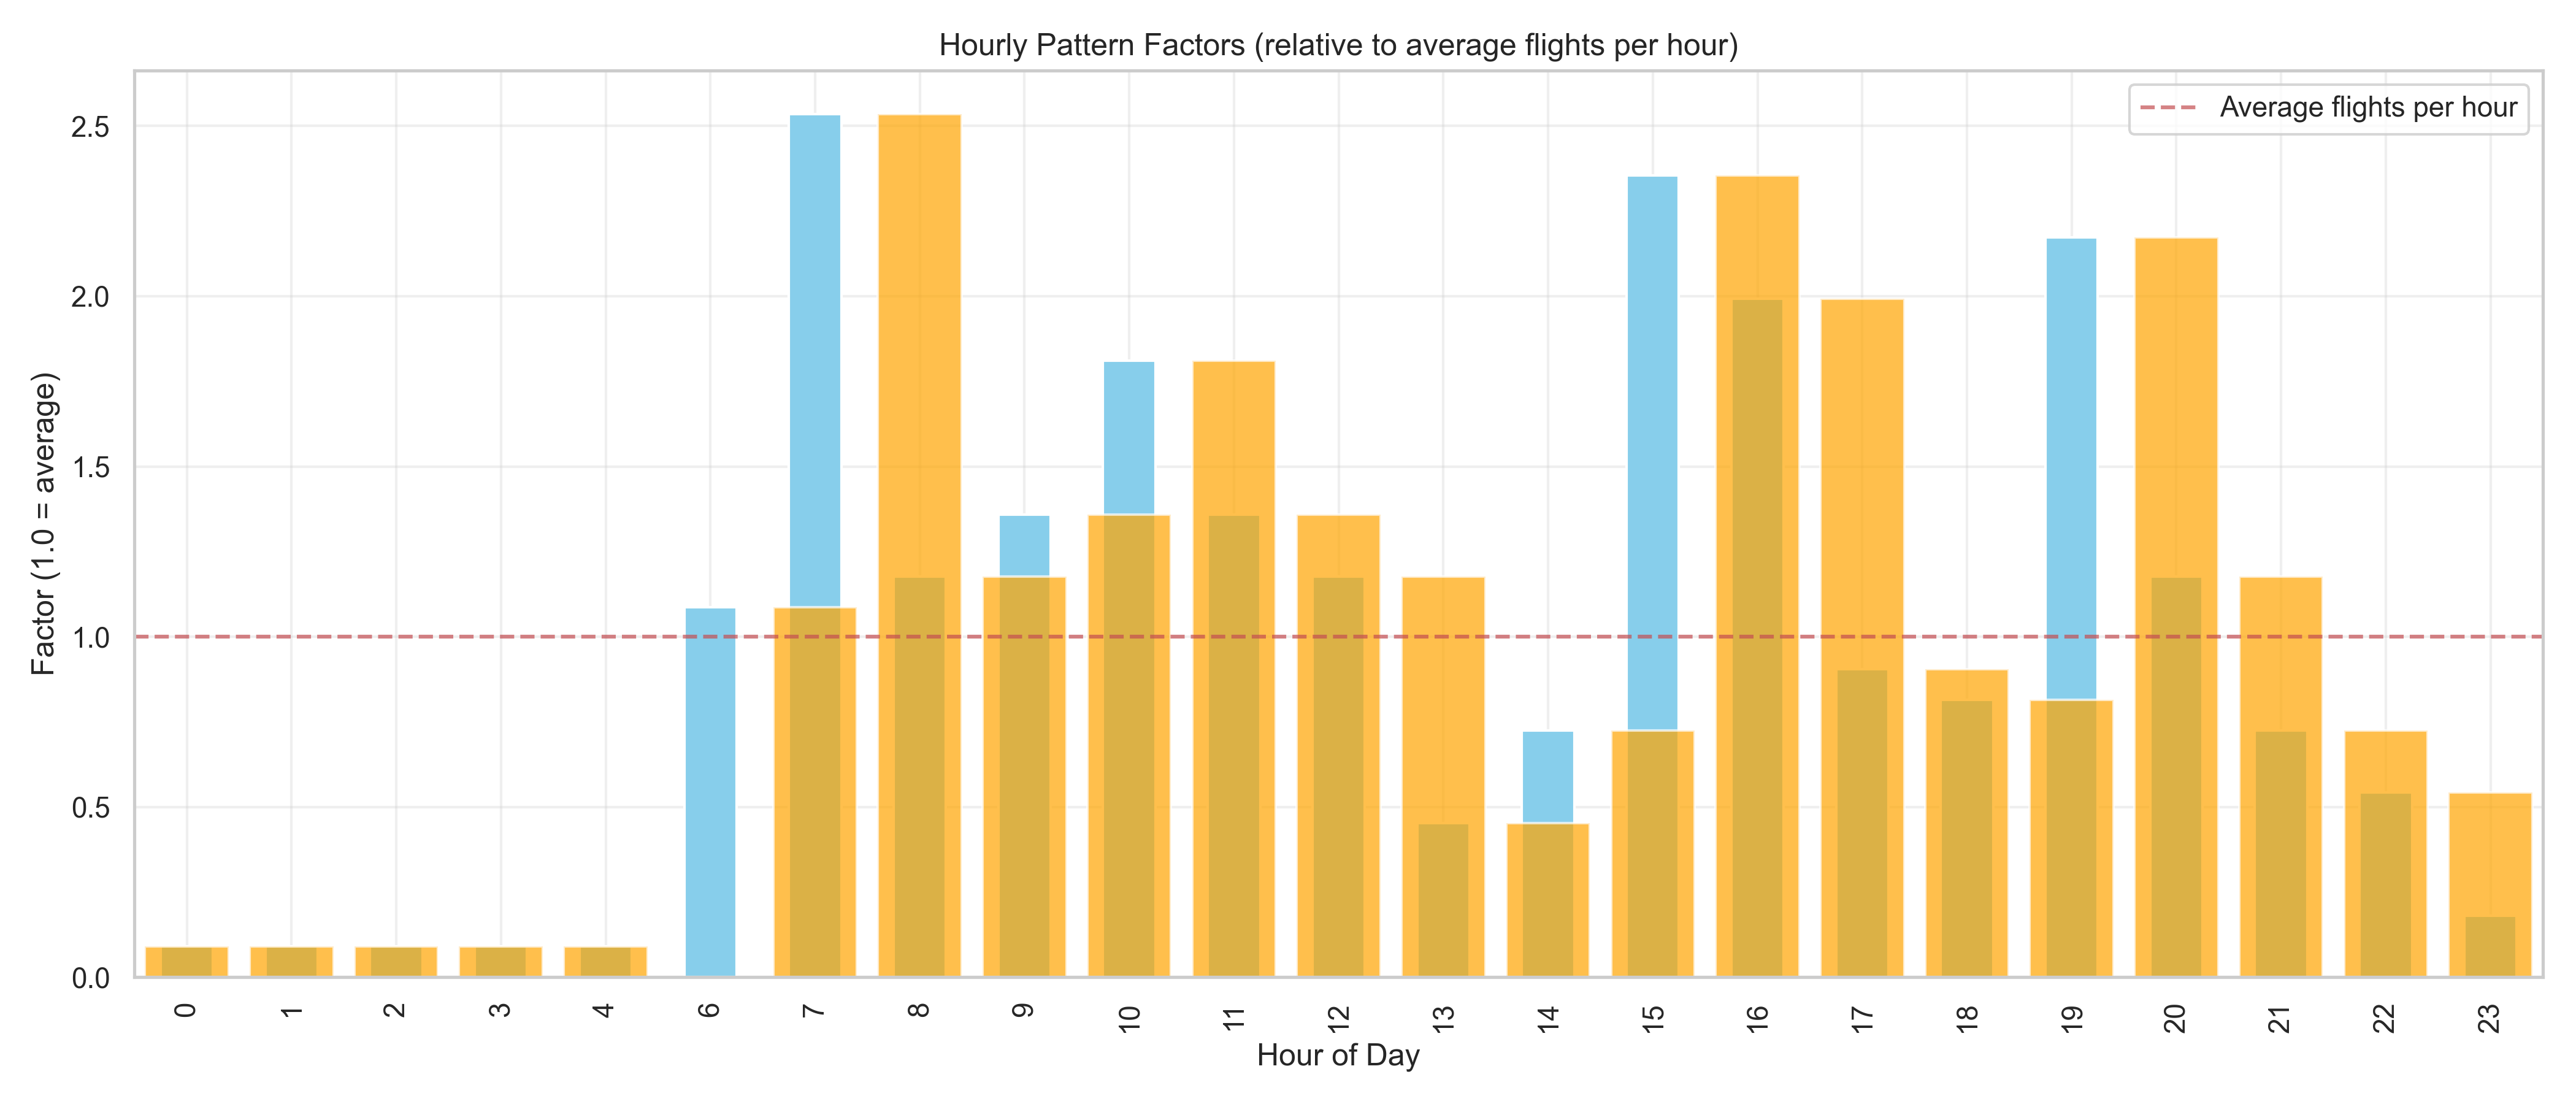 Hourly Pattern Factors (relative to average flights per hour)
Average flights per hour
Factor (1.0 = average)
2.5
2.0
1.5
1.0
0.5
0.0
0 1 2 3 4 6 7 8 9 10 11 12 13 14 15 16 17 18 19 20 21 22 23
Hour of Day